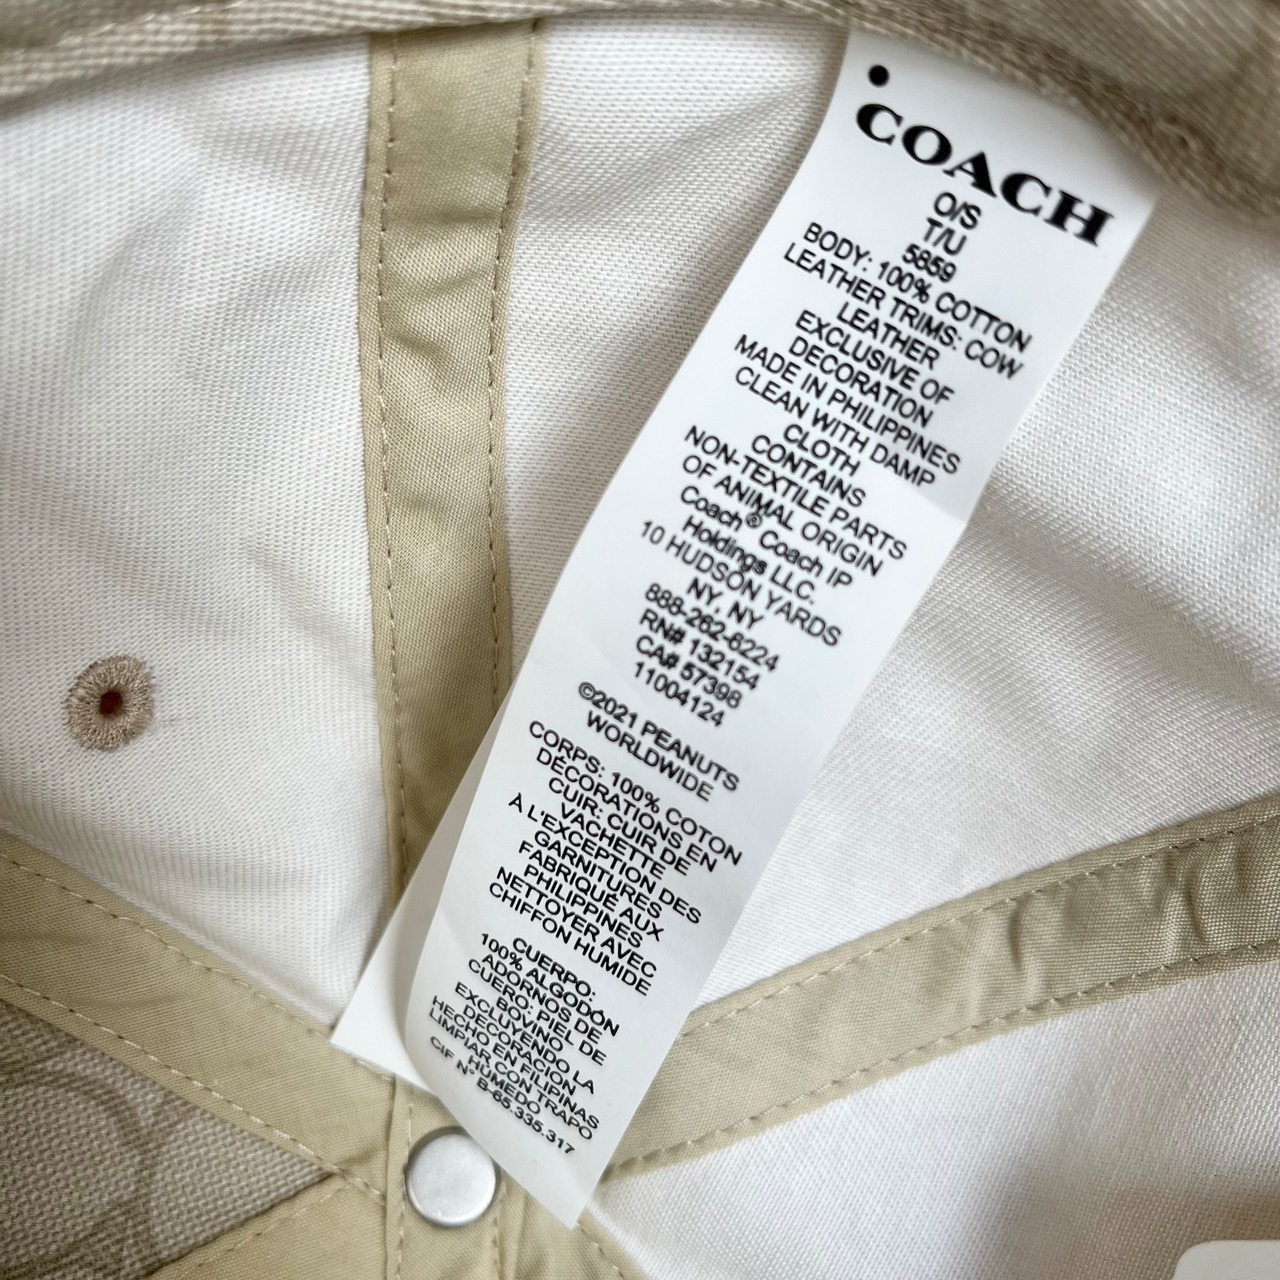 COACH
O/S
T/U
5859
BODY: 100% COTTON
LEATHER TRIMS: COW
LEATHER
EXCLUSIVE OF
DECORATION
MADE IN PHILIPPINES
CLEAN WITH DAMP
CLOTH
CONTAINS
NON-TEXTILE PARTS
OF ANIMAL ORIGIN
Coach® Coach IP
Holdings LLC.
10 HUDSON YARDS
NY, NY
888-262-6224
RN# 132154
CA# 57398
11004124
©2021 PEANUTS
WORLDWIDE
CORPS: 100% COTON
DÉCORATIONS EN
CUIR: CUIR DE
VACHETTE
À L'EXCEPTION DES
GARNITURES
FABRIQUÉ AUX
PHILIPPINES
NETTOYER AVEC
CHIFFON HUMIDE
CUERPO:
100% ALGODÓN
ADORNOS DE
CUERO: PIEL DE
BOVINO
EXCLUYENDO
DECORACIÓN LA
HECHO EN FILIPINAS
LIMPIAR CON TRAPO
HÚMEDO
CIF N° B-65.335.317